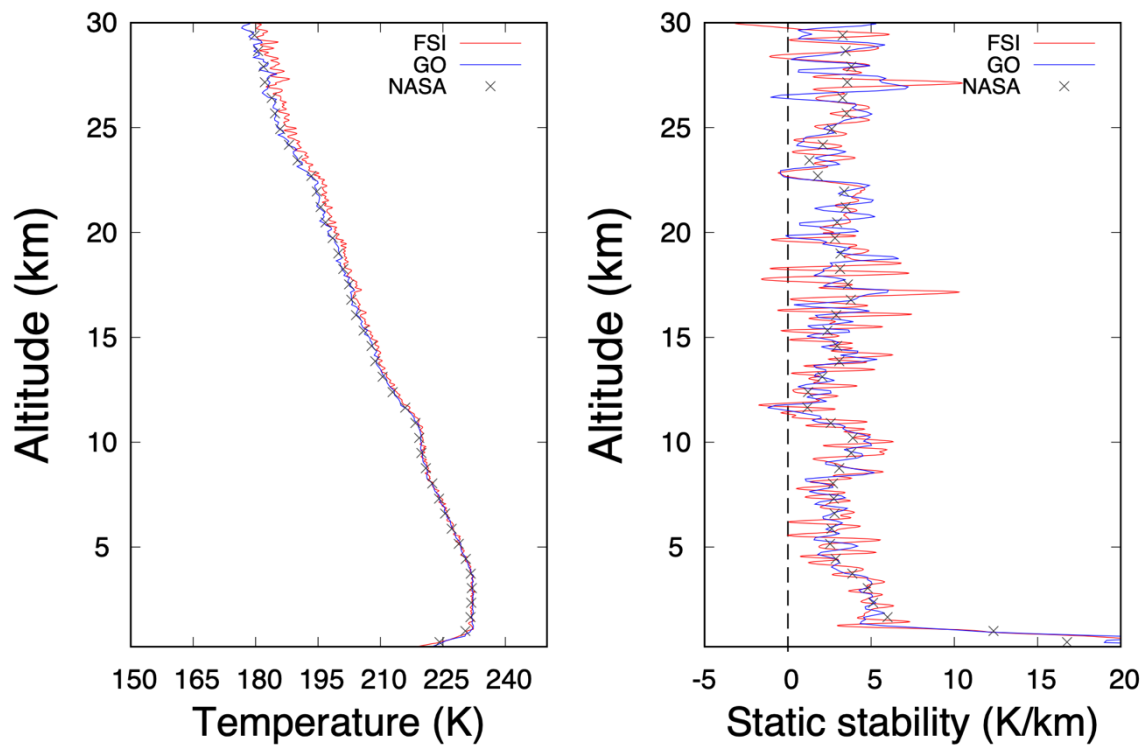 30
25
20
15
10
5
Altitude (km)
FSI
GO
NASA
150 165 180 195 210 225 240
Temperature (K)
30
25
20
15
10
5
Altitude (km)
FSI
GO
NASA
-5 0 5 10 15 20
Static stability (K/km)